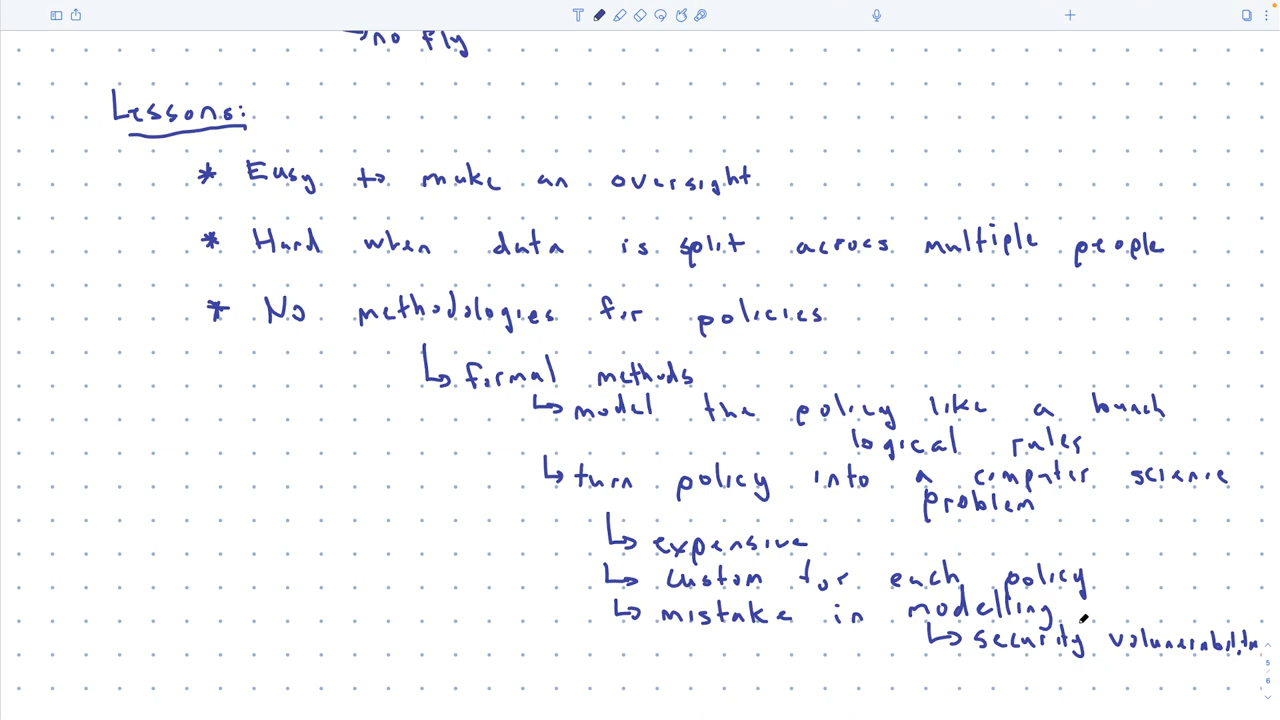 ↳ no fly
Lessons:
* Easy to make an oversight
* Hard when data is split across multiple people
* No methodologies for policies
↳ formal methods
↳ model the policy like a bunch
logical rules
↳ turn policy into a computer science
problem
↳ expensive
↳ custom for each policy
↳ mistake in modelling
↳ security
5
6